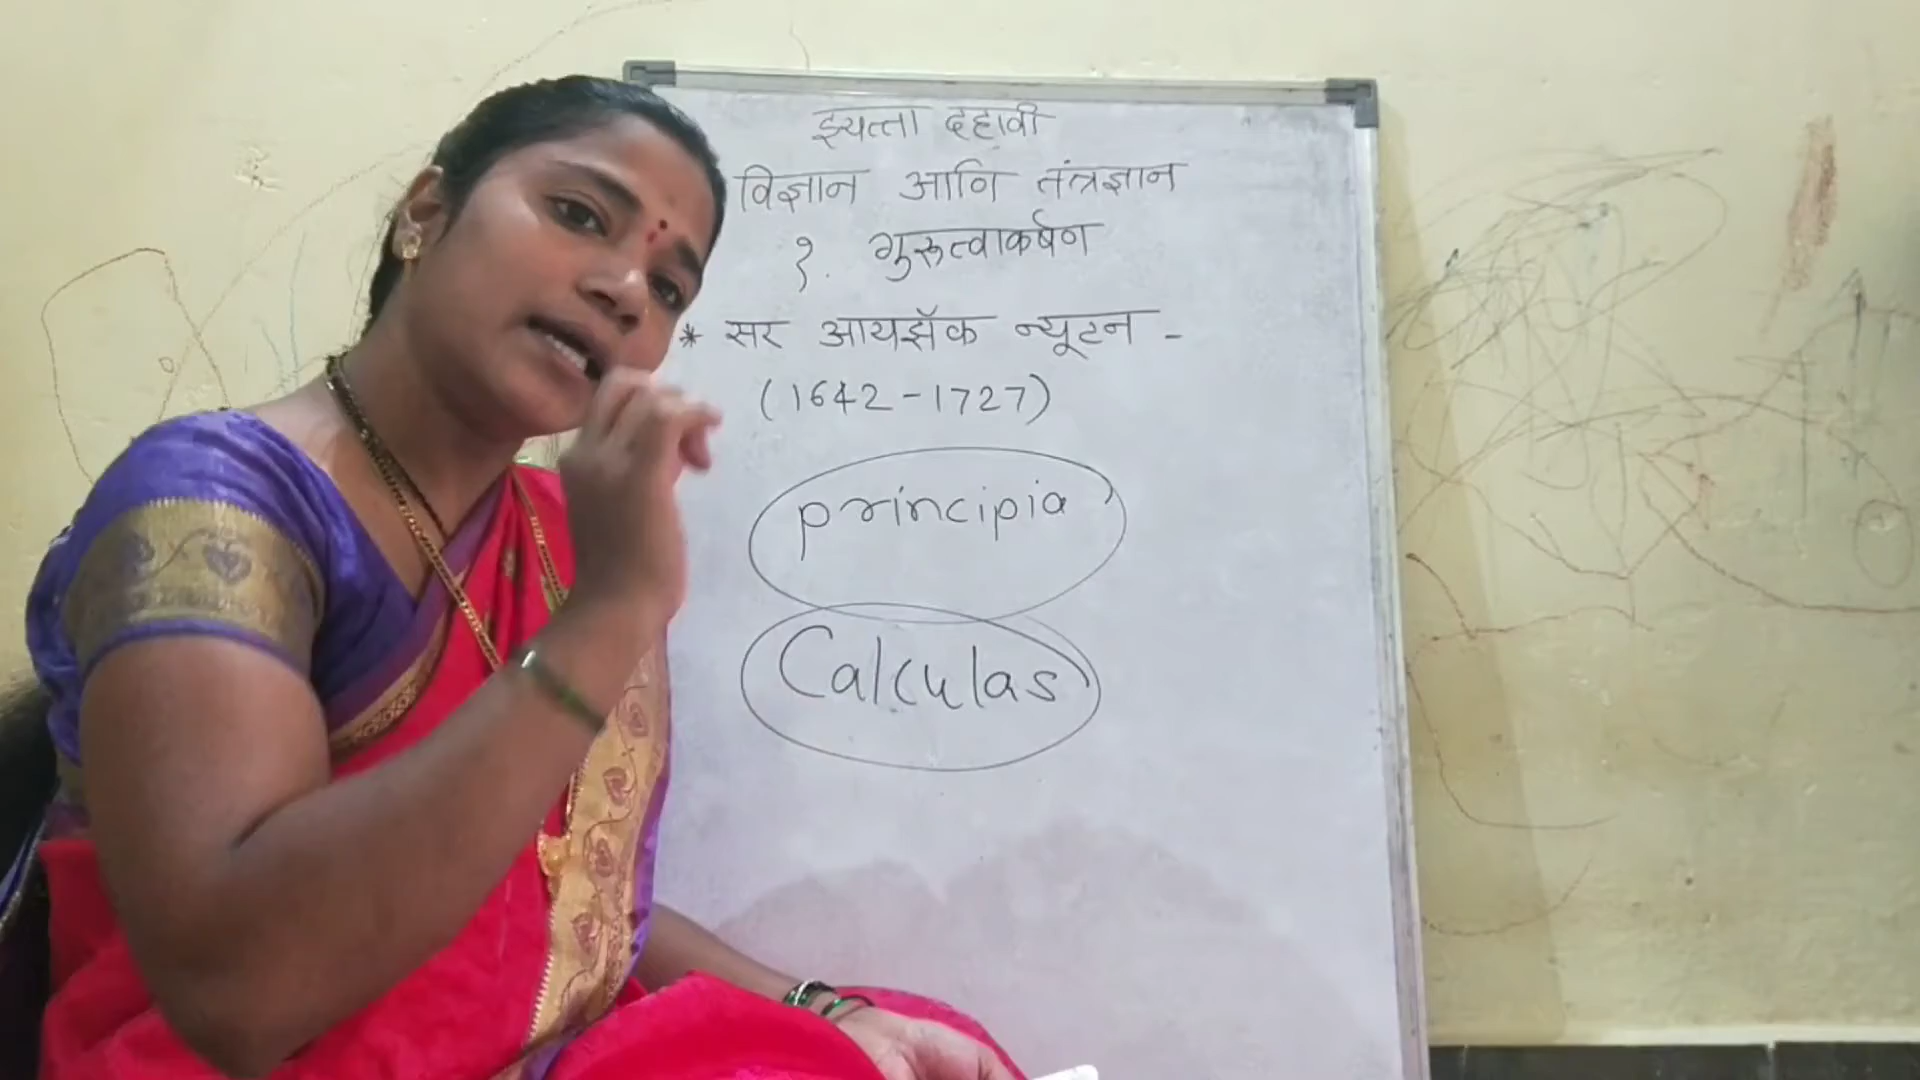 इयत्ता दहावी
विज्ञान आणि तंत्रज्ञान
१. गुरुत्वाकर्षण
* सर आयझॅक न्यूटन -
(1642-1727)
principia
Calculas